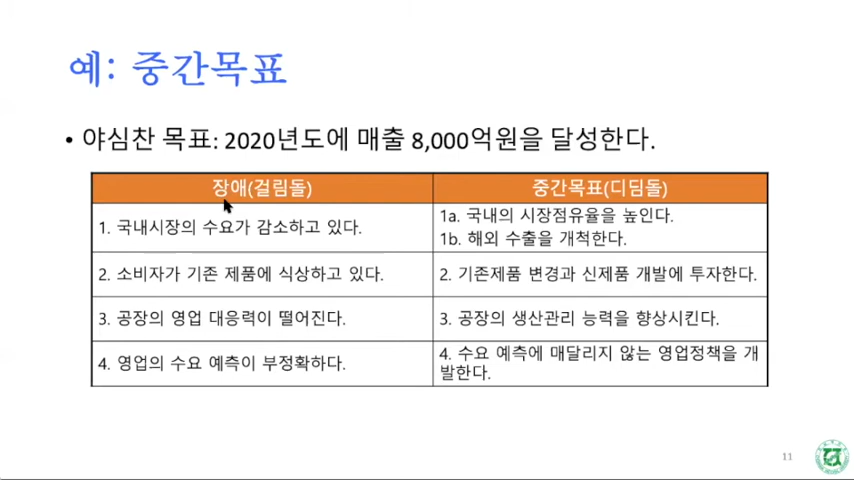 예: 중간목표
• 야심찬 목표: 2020년도에 매출 8,000억원을 달성한다.
장애(걸림돌)
중간목표(디딤돌)
1. 국내시장의 수요가 감소하고 있다.
1a. 국내의 시장점유율을 높인다.
1b. 해외 수출을 개척한다.
2. 소비자가 기존 제품에 식상하고 있다.
2. 기존제품 변경과 신제품 개발에 투자한다.
3. 공장의 영업 대응력이 떨어진다.
3. 공장의 생산관리 능력을 향상시킨다.
4. 영업의 수요 예측이 부정확하다.
4. 수요 예측에 매달리지 않는 영업정책을 개
발한다.
11